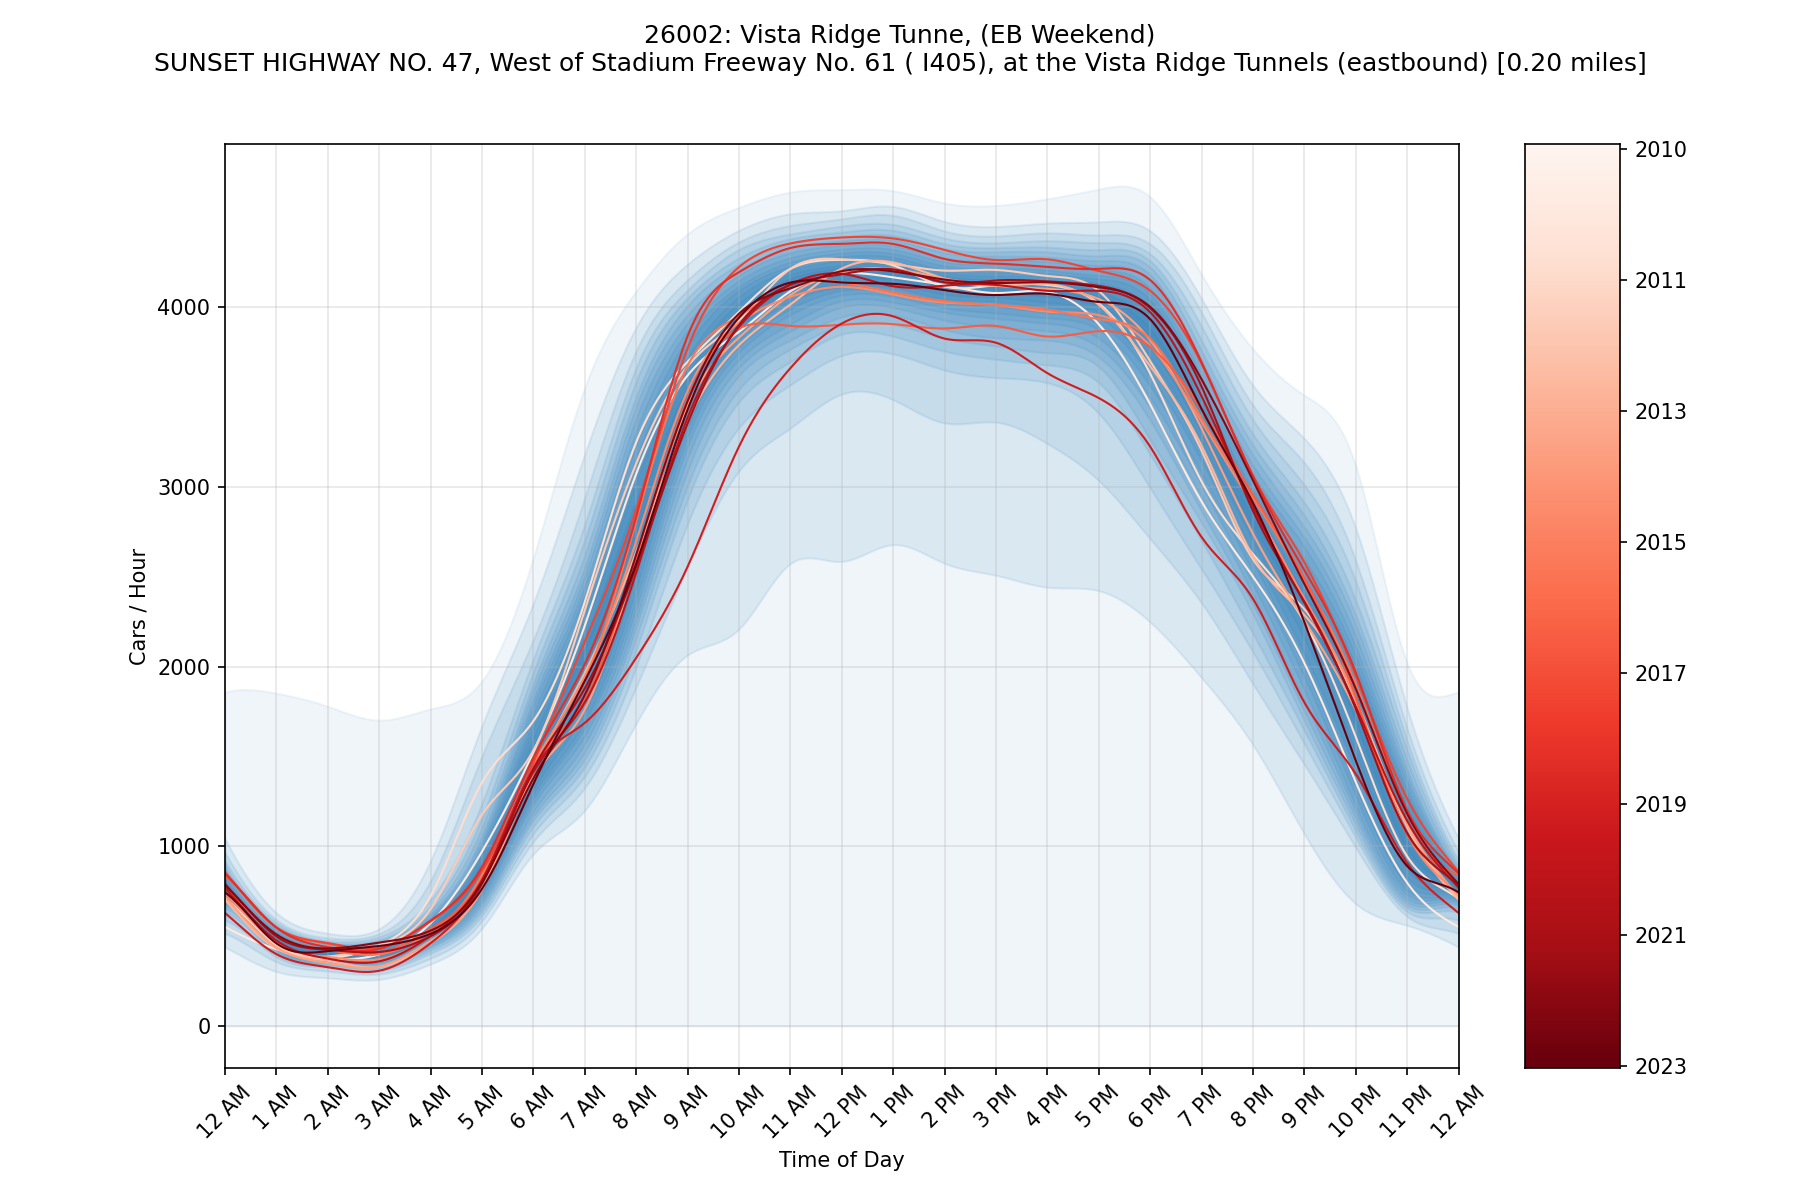 26002: Vista Ridge Tunne, (EB Weekend)
SUNSET HIGHWAY NO. 47, West of Stadium Freeway No. 61 ( I405), at the Vista Ridge Tunnels (eastbound) [0.20 miles]
Cars / Hour
4000
3000
2000
1000
0
12 AM
1 AM
2 AM
3 AM
4 AM
5 AM
6 AM
7 AM
8 AM
9 AM
10 AM
11 AM
12 PM
1 PM
2 PM
3 PM
4 PM
5 PM
6 PM
7 PM
8 PM
9 PM
10 PM
11 PM
12 AM
Time of Day
2010
2011
2013
2015
2017
2019
2021
2023